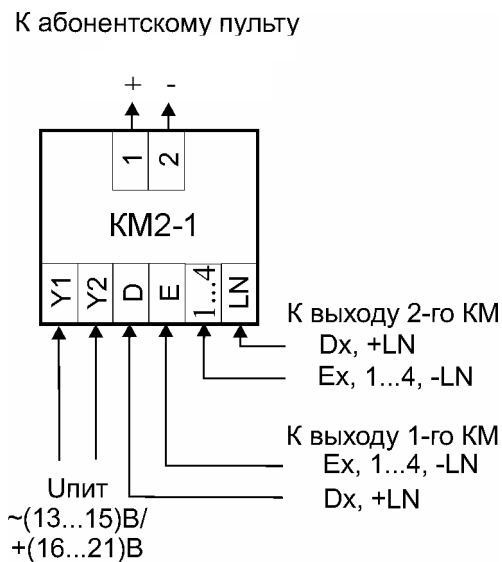 К абонентскому пульту
+ -
1 2
КМ2-1
Y1 Y2 D E 1...4 LN
К выходу 2-го КМ
Dx, +LN
Ex, 1...4, -LN
К выходу 1-го КМ
Ex, 1...4, -LN
Dx, +LN
Uпит
~(13...15)В/
+(16...21)В